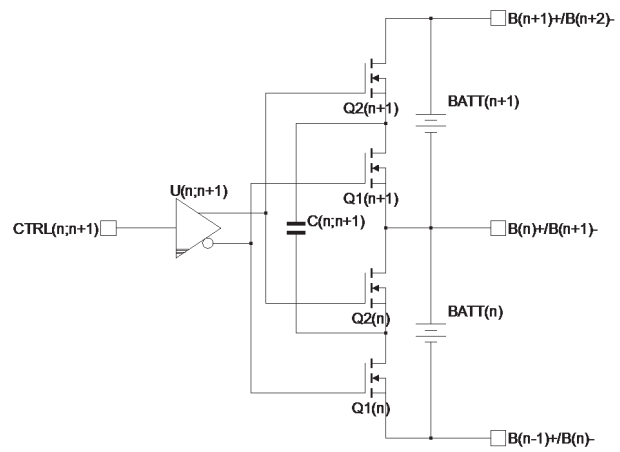 B(n+1)+/B(n+2)-
BATT(n+1)
Q2(n+1)
U(n;n+1)
Q1(n+1)
C(n;n+1)
CTRL(n;n+1)
B(n)+/B(n+1)-
Q2(n)
BATT(n)
Q1(n)
B(n-1)+/B(n)-